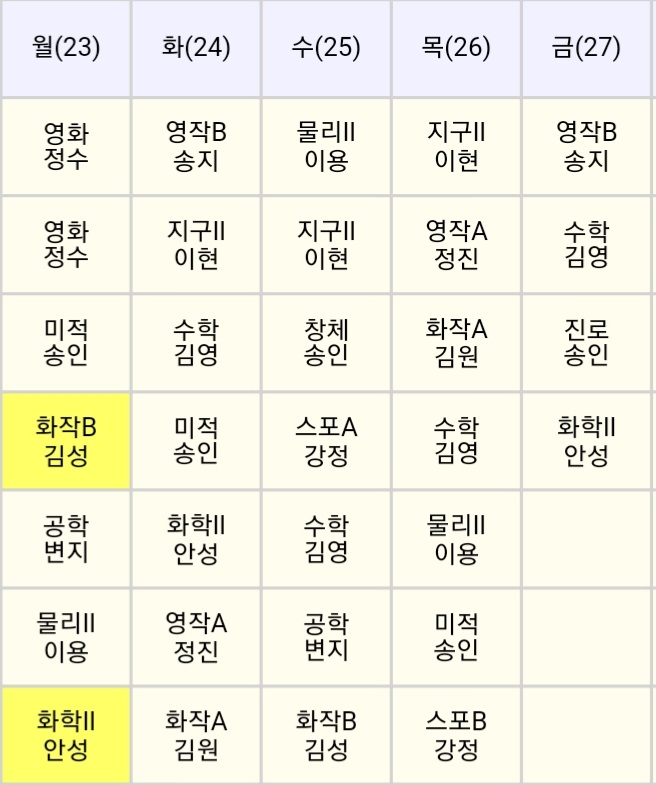 월(23) 화(24) 수(25) 목(26) 금(27)
영화 영작B 물리II 지구II 영작B
정수 송지 이용 이현 송지
영화 지구II 지구II 영작A 수학
정수 이현 이현 정진 김영
미적 수학 창체 화작A 진로
송인 김영 송인 김원 송인
화작B 미적 스포A 수학 화학II
김성 송인 강정 김영 안성
공학 화학II 수학 물리II
변지 안성 김영 이용
물리II 영작A 공학 미적
이용 정진 변지 송인
화학II 화작A 화작B 스포B
안성 김원 김성 강정